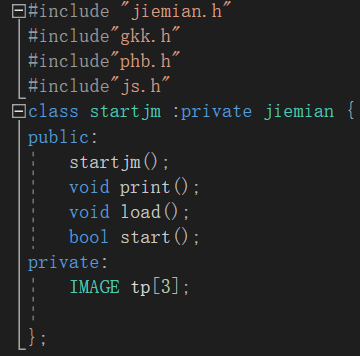 #include "jiemian.h"
#include"gkk.h"
#include"phb.h"
#include"js.h"
class startjm :private jiemian {
public:
    startjm();
    void print();
    void load();
    bool start();
private:
    IMAGE tp[3];
};